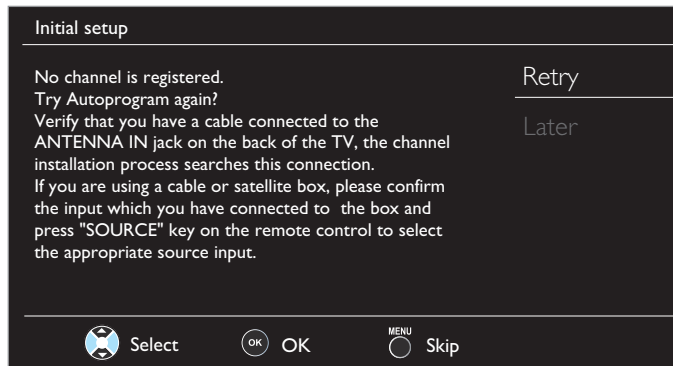 Initial setup
No channel is registered.
Try Autoprogram again?
Verify that you have a cable connected to the
ANTENNA IN jack on the back of the TV, the channel
installation process searches this connection.
If you are using a cable or satellite box, please confirm
the input which you have connected to the box and
press "SOURCE" key on the remote control to select
the appropriate source input.
Retry
Later
Select
OK OK
MENU
Skip